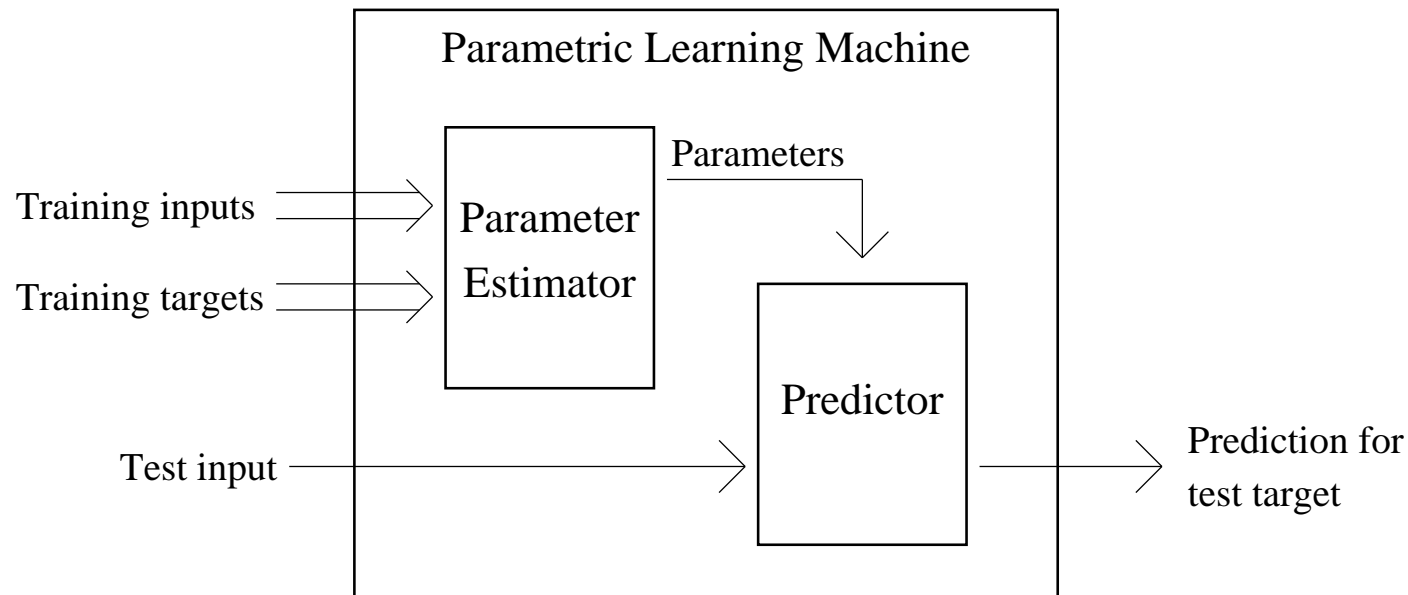 Parametric Learning Machine
Parameters
Training inputs
Parameter
Estimator
Training targets
Predictor
Test input
Prediction for
test target